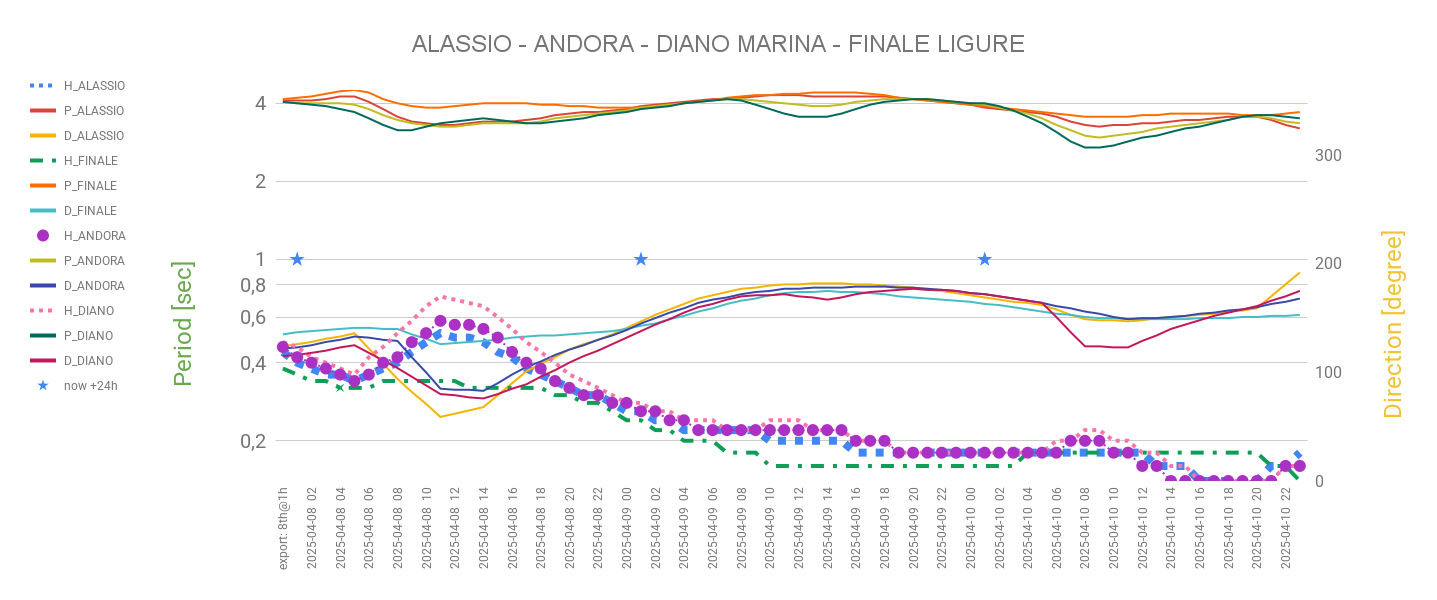 ALASSIO - ANDORA - DIANO MARINA - FINALE LIGURE
H_ALASSIO
P_ALASSIO
D_ALASSIO
H_FINALE
P_FINALE
D_FINALE
H_ANDORA
P_ANDORA
D_ANDORA
H_DIANO
P_DIANO
D_DIANO
now +24h
Period [sec]
4
2
1
0,8
0,6
0,4
0,2
300
200
100
0
Direction [degree]
export: 8th@1h
2025-04-08 02
2025-04-08 04
2025-04-08 06
2025-04-08 08
2025-04-08 10
2025-04-08 12
2025-04-08 14
2025-04-08 16
2025-04-08 18
2025-04-08 20
2025-04-08 22
2025-04-09 00
2025-04-09 02
2025-04-09 04
2025-04-09 06
2025-04-09 08
2025-04-09 10
2025-04-09 12
2025-04-09 14
2025-04-09 16
2025-04-09 18
2025-04-09 20
2025-04-09 22
2025-04-10 00
2025-04-10 02
2025-04-10 04
2025-04-10 06
2025-04-10 08
2025-04-10 10
2025-04-10 12
2025-04-10 14
2025-04-10 16
2025-04-10 18
2025-04-10 20
2025-04-10 22